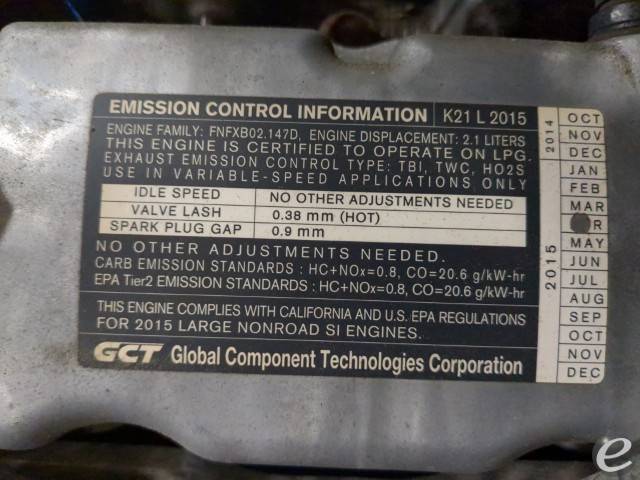 EMISSION CONTROL INFORMATION K21 L 2015
ENGINE FAMILY: FNFXB02.147D, ENGINE DISPLACEMENT: 2.1 LITERS
THIS ENGINE IS CERTIFIED TO OPERATE ON LPG.
EXHAUST EMISSION CONTROL TYPE: TBI, TWC, HO2S
USE IN VARIABLE-SPEED APPLICATIONS ONLY
IDLE SPEED NO OTHER ADJUSTMENTS NEEDED
VALVE LASH 0.38 mm (HOT)
SPARK PLUG GAP 0.9 mm
NO OTHER ADJUSTMENTS NEEDED.
CARB EMISSION STANDARDS : HC+NOx=0.8, CO=20.6 g/kW-hr
EPA Tier2 EMISSION STANDARDS : HC+NOx=0.8, CO=20.6 g/kW-hr
THIS ENGINE COMPLIES WITH CALIFORNIA AND U.S. EPA REGULATIONS
FOR 2015 LARGE NONROAD SI ENGINES.
GCT Global Component Technologies Corporation
2014
OCT
NOV
DEC
2015
JAN
FEB
MAR
R
MAY
JUN
JUL
AUG
SEP
OCT
NOV
DEC
e